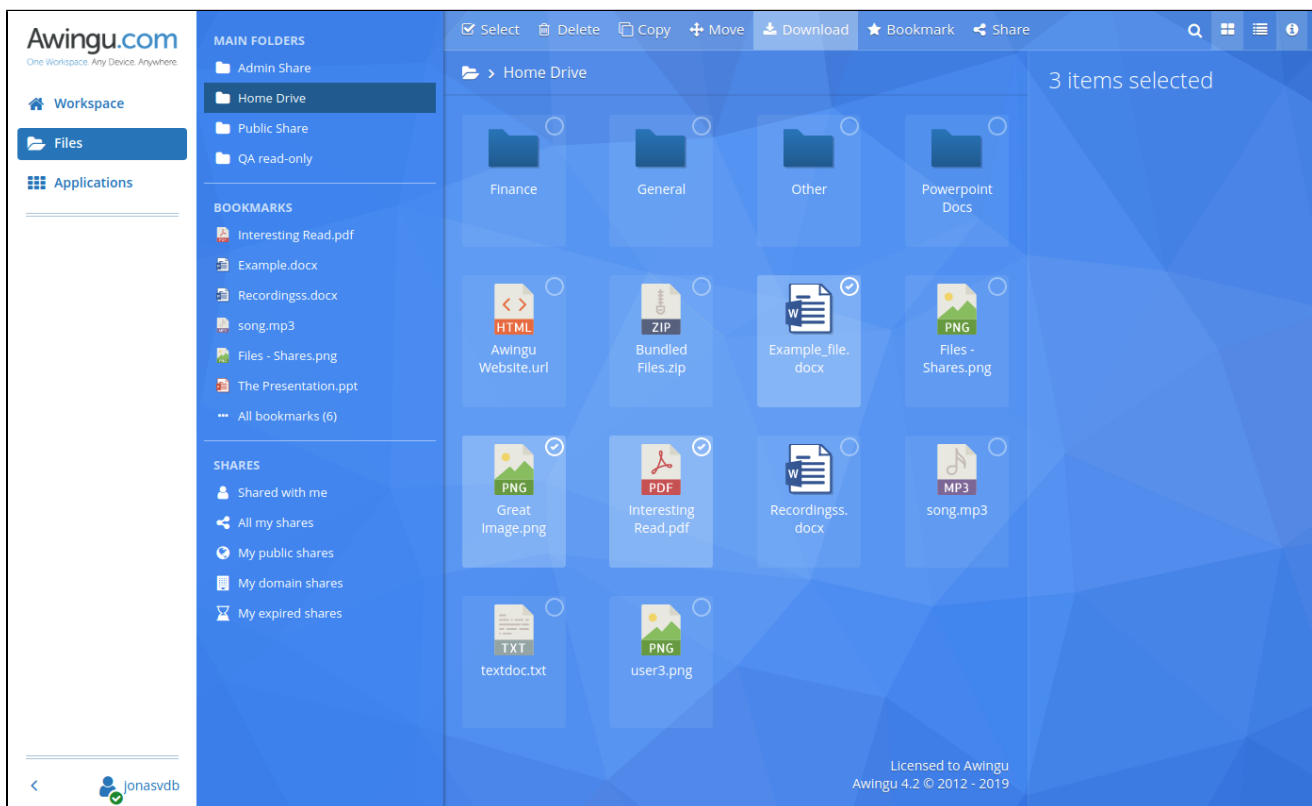 Awingu.com
One Workspace. Any Device. Anywhere.
Workspace
Files
Applications
jonasvdb
MAIN FOLDERS
Admin Share
Home Drive
Public Share
QA read-only
BOOKMARKS
Interesting Read.pdf
Example.docx
Recordingss.docx
song.mp3
Files - Shares.png
The Presentation.ppt
All bookmarks (6)
SHARES
Shared with me
All my shares
My public shares
My domain shares
My expired shares
Select Delete Copy Move Download Bookmark Share
> Home Drive
Finance
General
Other
Powerpoint
Docs
HTML
Awingu
Website.url
ZIP
Bundled
Files.zip
W
Example_file.
docx
PNG
Files -
Shares.png
PNG
Great
Image.png
PDF
Interesting
Read.pdf
W
Recordingss.
docx
MP3
song.mp3
TXT
textdoc.txt
PNG
user3.png
3 items selected
Licensed to Awingu
Awingu 4.2 © 2012 - 2019